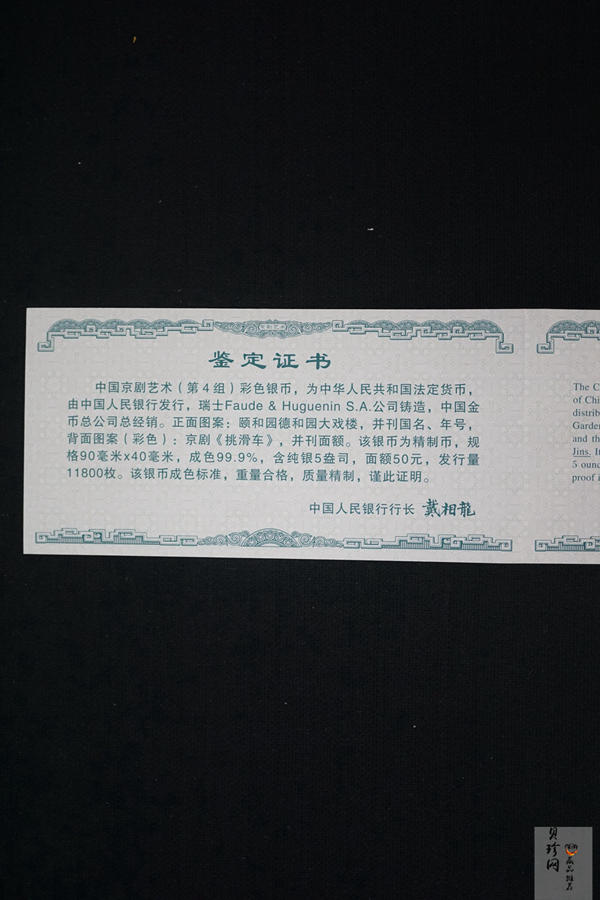 京剧艺术
鉴定证书
中国京剧艺术（第4组）彩色银币，为中华人民共和国法定货币，
由中国人民银行发行，瑞士Faude & Huguenin S.A.公司铸造，中国金
币总公司总经销。正面图案：颐和园德和园大戏楼，并刊国名、年号，
背面图案（彩色）：京剧《挑滑车》，并刊面额。该银币为精制币，规
格90毫米x40毫米，成色99.9%，含纯银5盎司，面额50元，发行量
11800枚。该银币成色标准，重量合格，质量精制，谨此证明。
中国人民银行行长 戴相龍
The C
of Chi
distrib
Garde
and th
Jins. I
5 ounc
proof i
贝珍网
藏品推荐